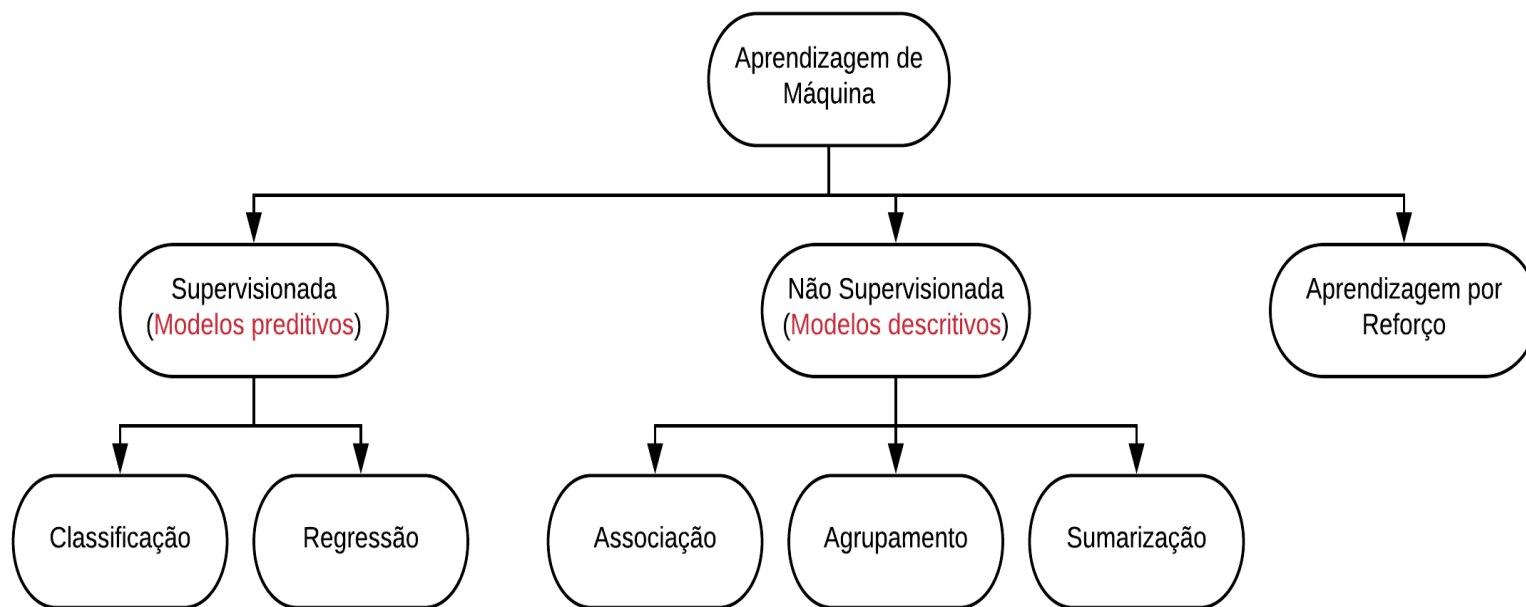 Aprendizagem de
Máquina
Supervisionada
(Modelos preditivos)
Não Supervisionada
(Modelos descritivos)
Aprendizagem por
Reforço
Classificação
Regressão
Associação
Agrupamento
Sumarização